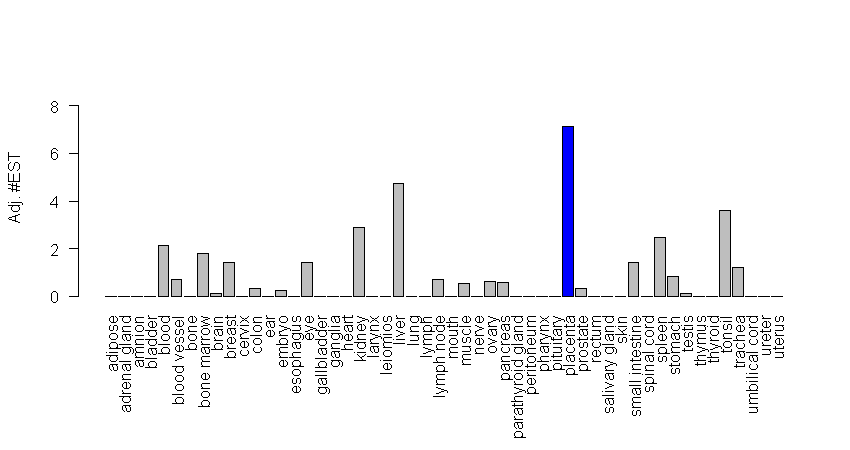 8
6
4
2
0
Adj. #EST
adipose
adrenal gland
amnion
bladder
blood
blood vessel
bone
bone marrow
brain
breast
cervix
colon
ear
embryo
esophagus
eye
gallbladder
ganglia
heart
kidney
larynx
leiomios
liver
lung
lymph
lymph node
mouth
muscle
nerve
ovary
pancreas
parathyroid gland
peritoneum
pharynx
pituitary
placenta
prostate
rectum
salivary gland
skin
small intestine
spinal cord
spleen
stomach
testis
thymus
thyroid
tonsil
trachea
umbilical cord
ureter
uterus